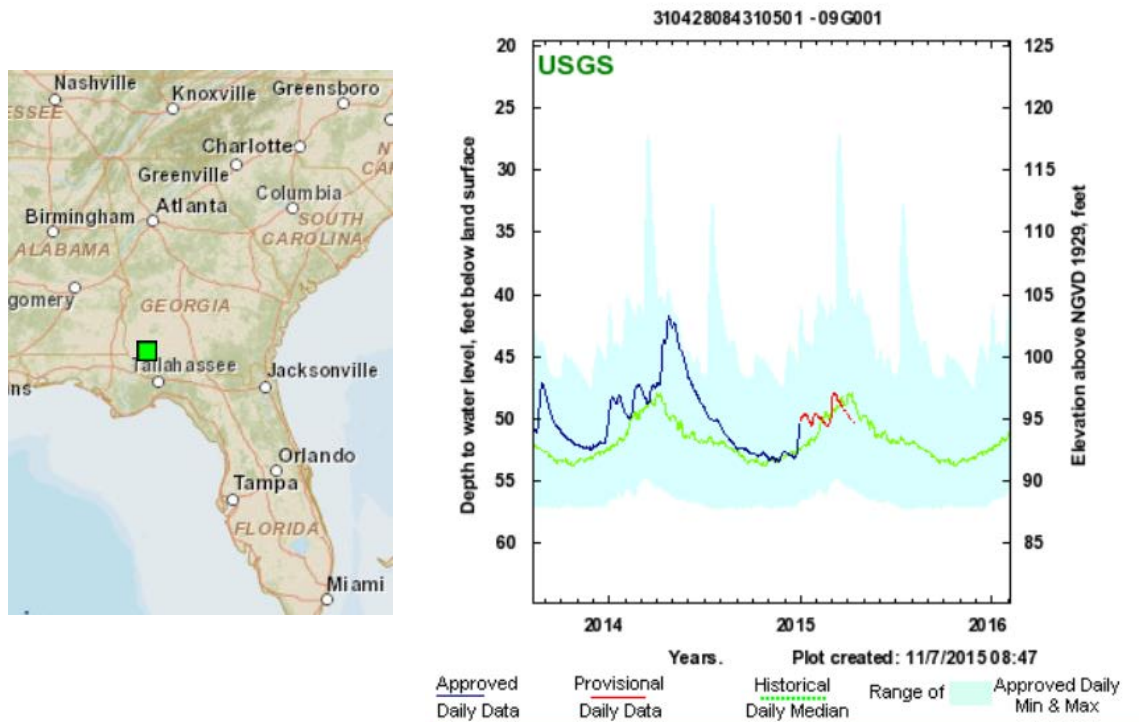 Nashville
Knoxville
Greensboro
ESSEE
Charlotte
N
CAR
Greenville
Columbia
Birmingham
Atlanta
SOUTH
CAROLINA
ALABAMA
gomery
GEORGIA
Tallahassee
Jacksonville
ns
Orlando
Tampa
FLORIDA
Miami
310428084310501 - 09G001
USGS
Depth to water level, feet below land surface
20
25
30
35
40
45
50
55
60
125
120
115
110
105
100
95
90
85
Elevation above NGVD 1929, feet
2014
2015
2016
Years.
Plot created: 11/7/2015 08:47
Approved
Daily Data
Provisional
Daily Data
Historical
Daily Median
Range of
Approved Daily
Min & Max